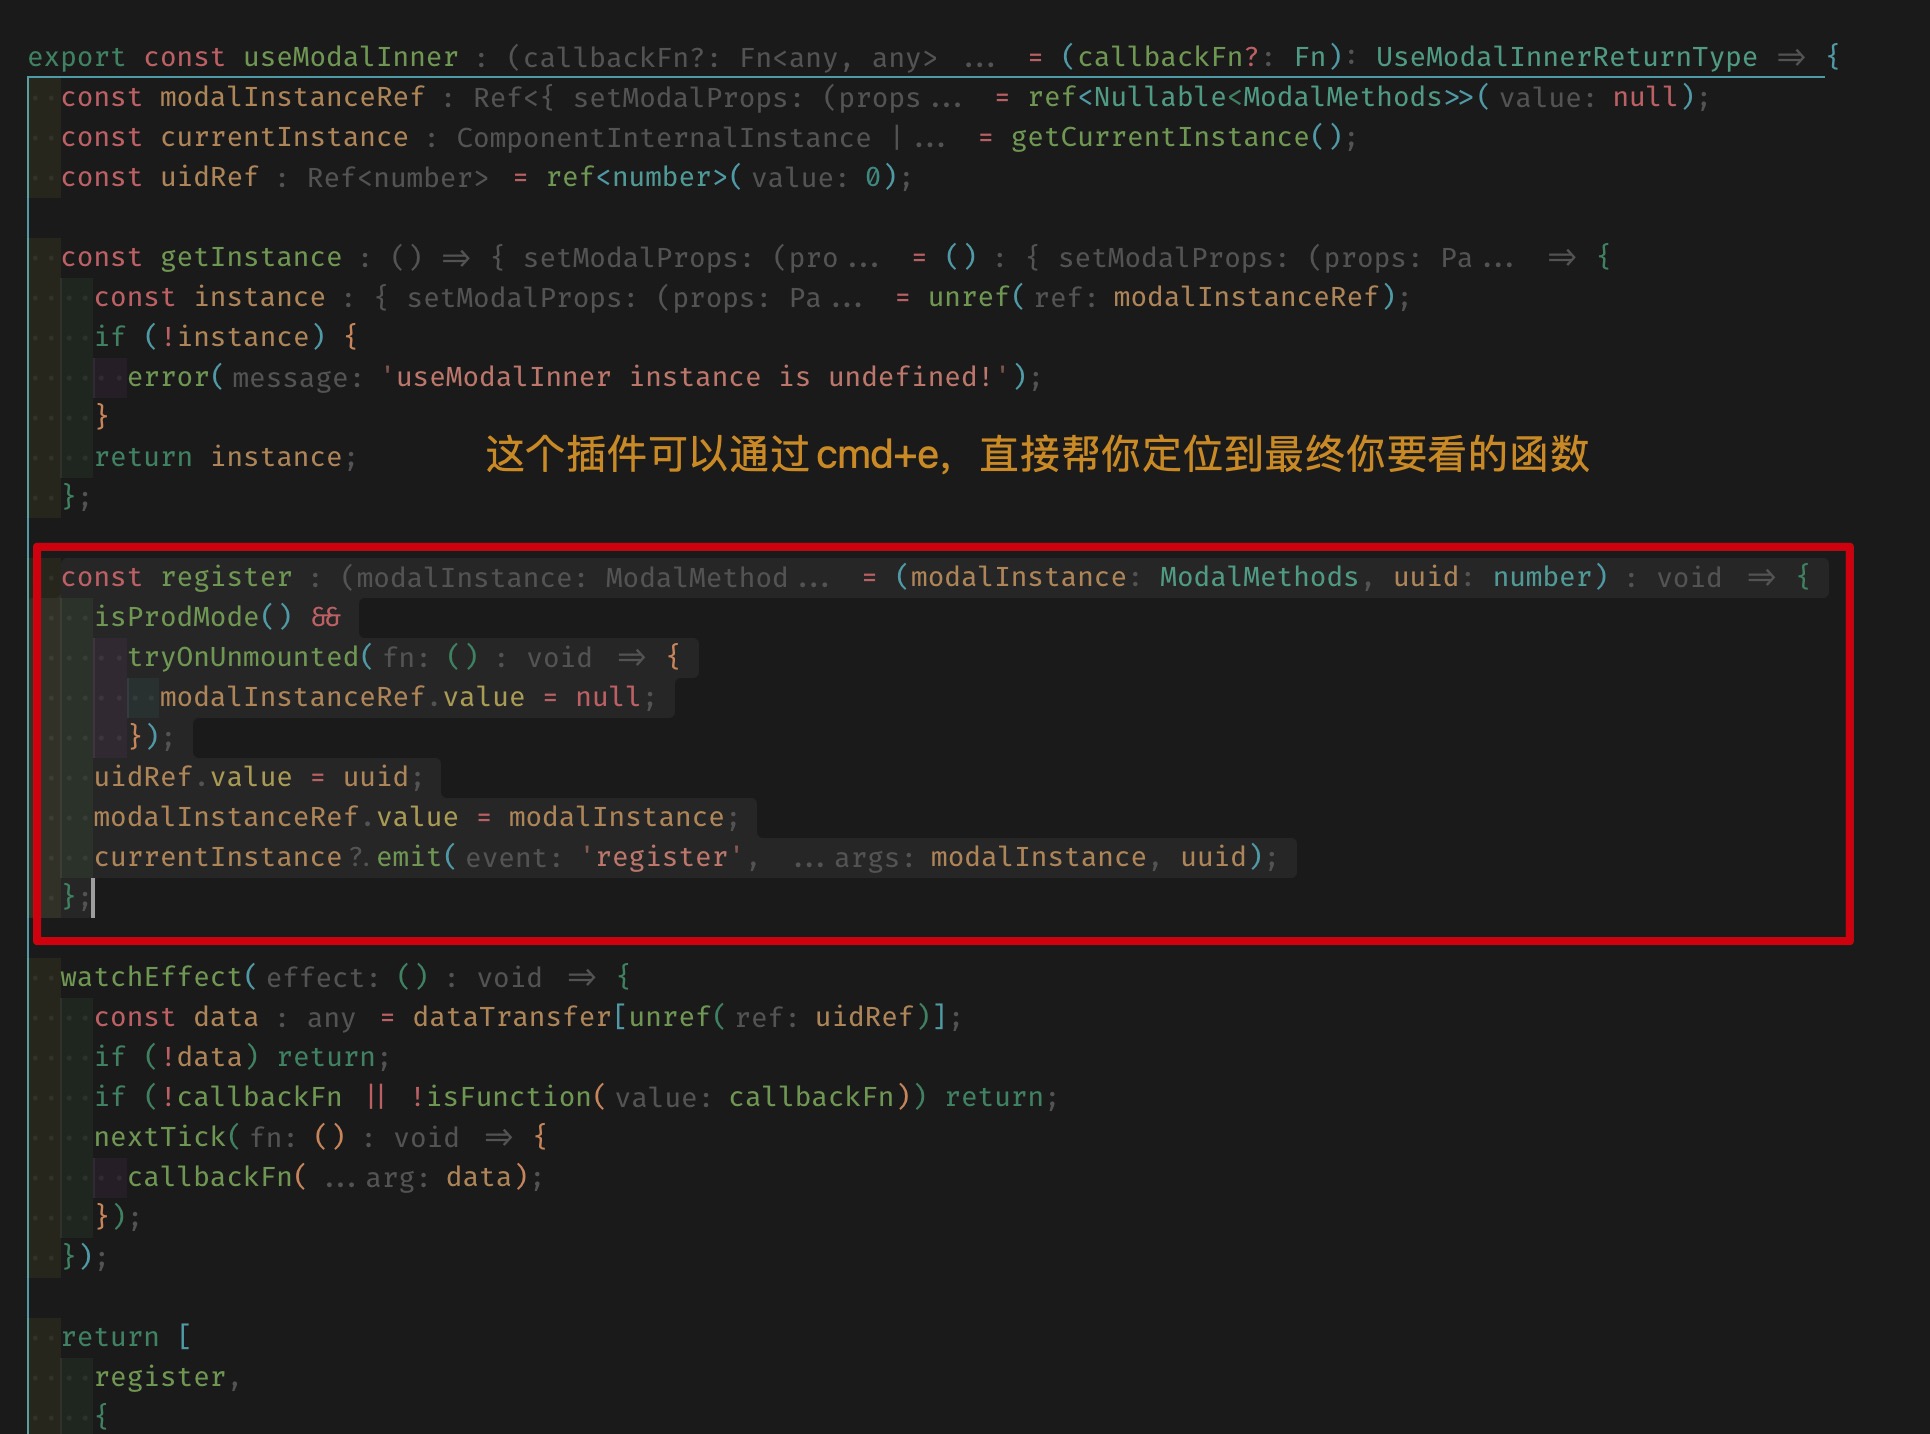 export const useModalInner : (callbackFn?: Fn<any, any> ... = (callbackFn?: Fn): UseModalInnerReturnType => {
const modalInstanceRef : Ref<{ setModalProps: (props ... = ref<Nullable<ModalMethods>>( value: null);
const currentInstance : ComponentInternalInstance | ... = getCurrentInstance();
const uidRef : Ref<number> = ref<number>( value: 0);
const getInstance : () => { setModalProps: (pro ... = () : { setModalProps: (props: Pa ... => {
const instance : { setModalProps: (props: Pa ... = unref( ref: modalInstanceRef);
if (!instance) {
error( message: 'useModalInner instance is undefined!');
}
return instance;
这个插件可以通过cmd+e，直接帮你定位到最终你要看的函数
};
const register : (modalInstance: ModalMethod ... = (modalInstance: ModalMethods, uuid: number) : void => {
isProdMode() &&
tryOnUnmounted( fn: () : void => {
modalInstanceRef.value = null;
});
uidRef.value = uuid;
modalInstanceRef.value = modalInstance;
currentInstance?.emit( event: 'register', ...args: modalInstance, uuid);
};
watchEffect( effect: () : void => {
const data : any = dataTransfer[unref( ref: uidRef)];
if (!data) return;
if (!callbackFn || !isFunction( value: callbackFn)) return;
nextTick( fn: () : void => {
callbackFn( ...arg: data);
});
});
return [
register,
{